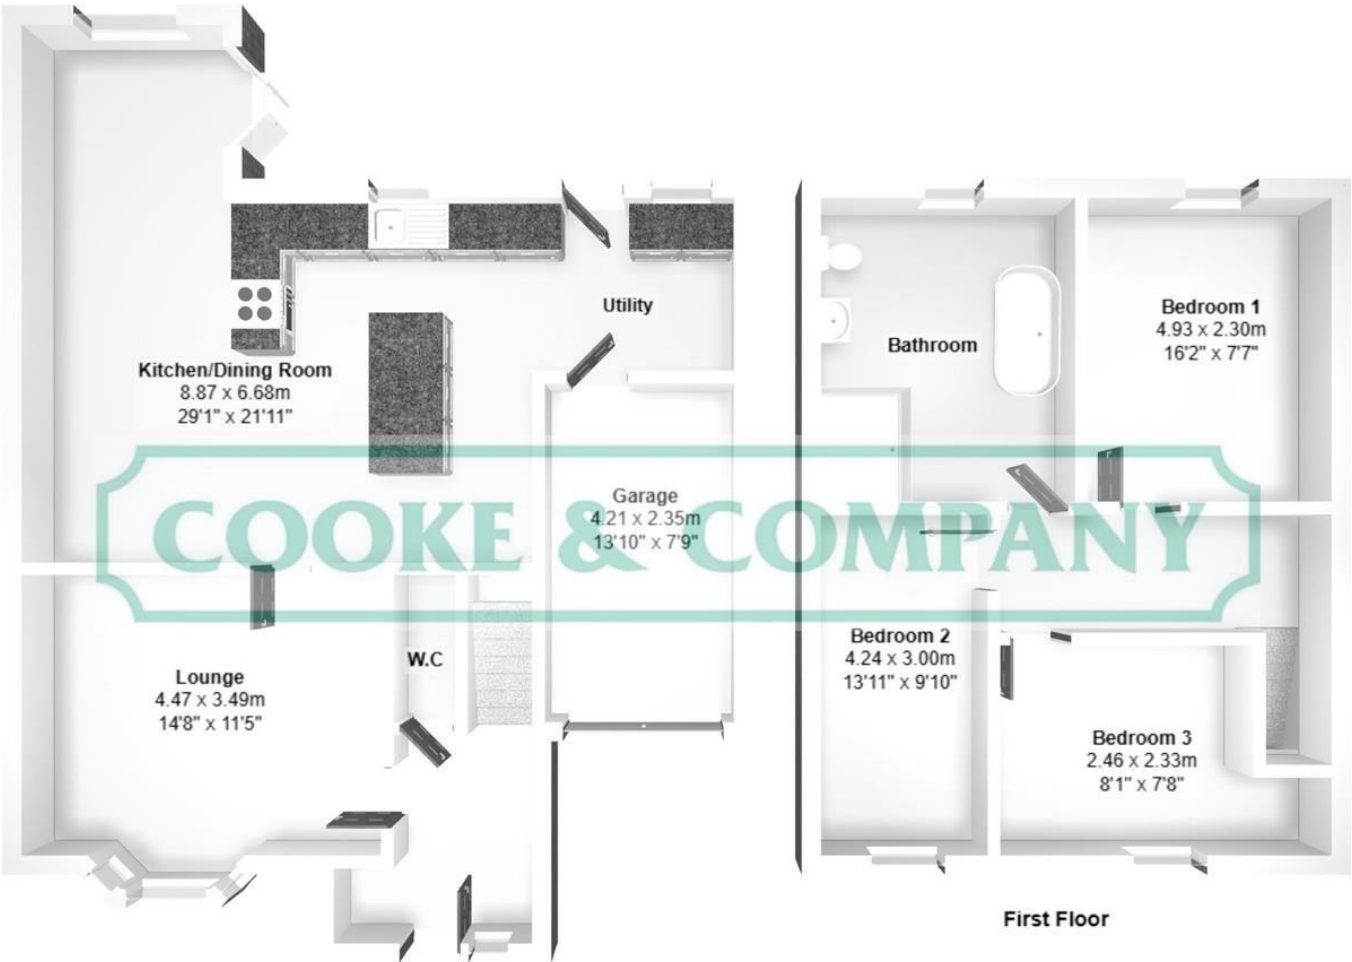 Kitchen/Dining Room
8.87 x 6.68m
29'1" x 21'11"
Utility
Garage
4.21 x 2.35m
13'10" x 7'9"
Lounge
4.47 x 3.49m
14'8" x 11'5"
W.C
Bathroom
Bedroom 1
4.93 x 2.30m
16'2" x 7'7"
COOKE & COMPANY
Bedroom 2
4.24 x 3.00m
13'11" x 9'10"
Bedroom 3
2.46 x 2.33m
8'1" x 7'8"
First Floor